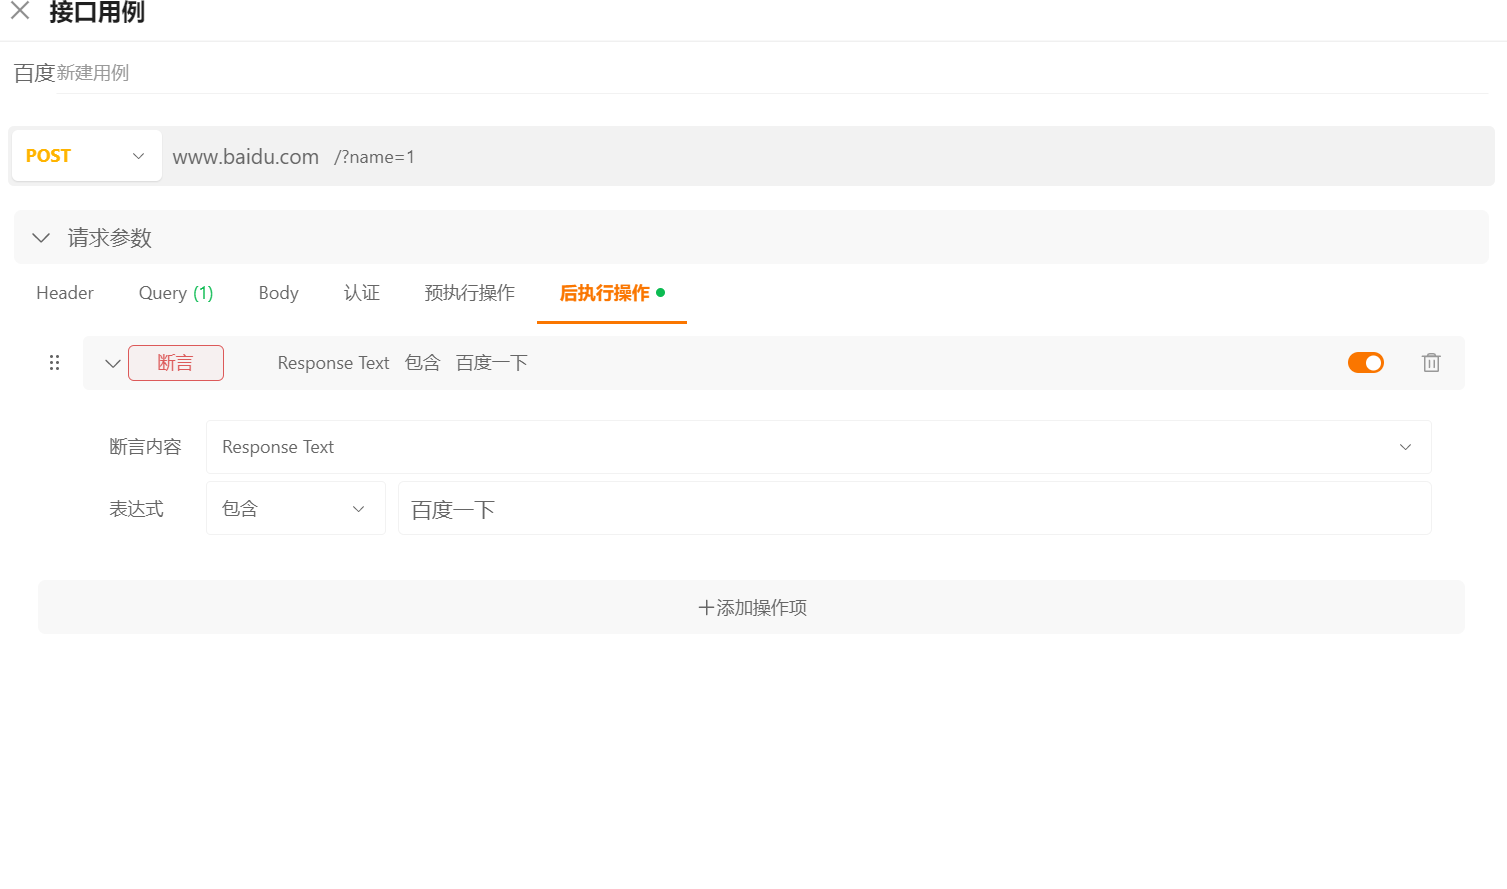 接口用例
百度新建用例
POST www.baidu.com /?name=1
请求参数
Header Query (1) Body 认证 预执行操作 后执行操作
断言 Response Text 包含 百度一下
断言内容 Response Text
表达式 包含 百度一下
+添加操作项